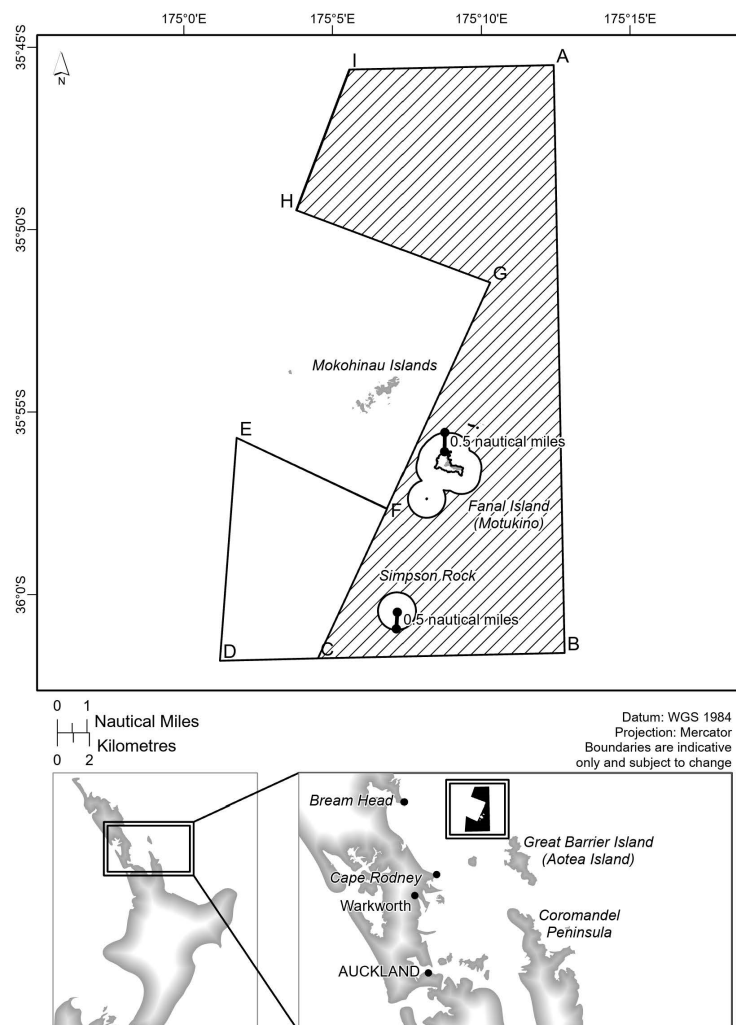 175°0'E
175°5'E
175°10'E
175°15'E
35°45'S
35°50'S
35°55'S
36°0'S
N
I
A
H
G
Mokohinau Islands
E
0.5 nautical miles
F
Fanal Island
(Motukino)
Simpson Rock
0.5 nautical miles
D
C
B
0 1
Nautical Miles
Kilometres
0 2
Datum: WGS 1984
Projection: Mercator
Boundaries are indicative
only and subject to change
Bream Head
Great Barrier Island
(Aotea Island)
Cape Rodney
Warkworth
Coromandel
Peninsula
AUCKLAND